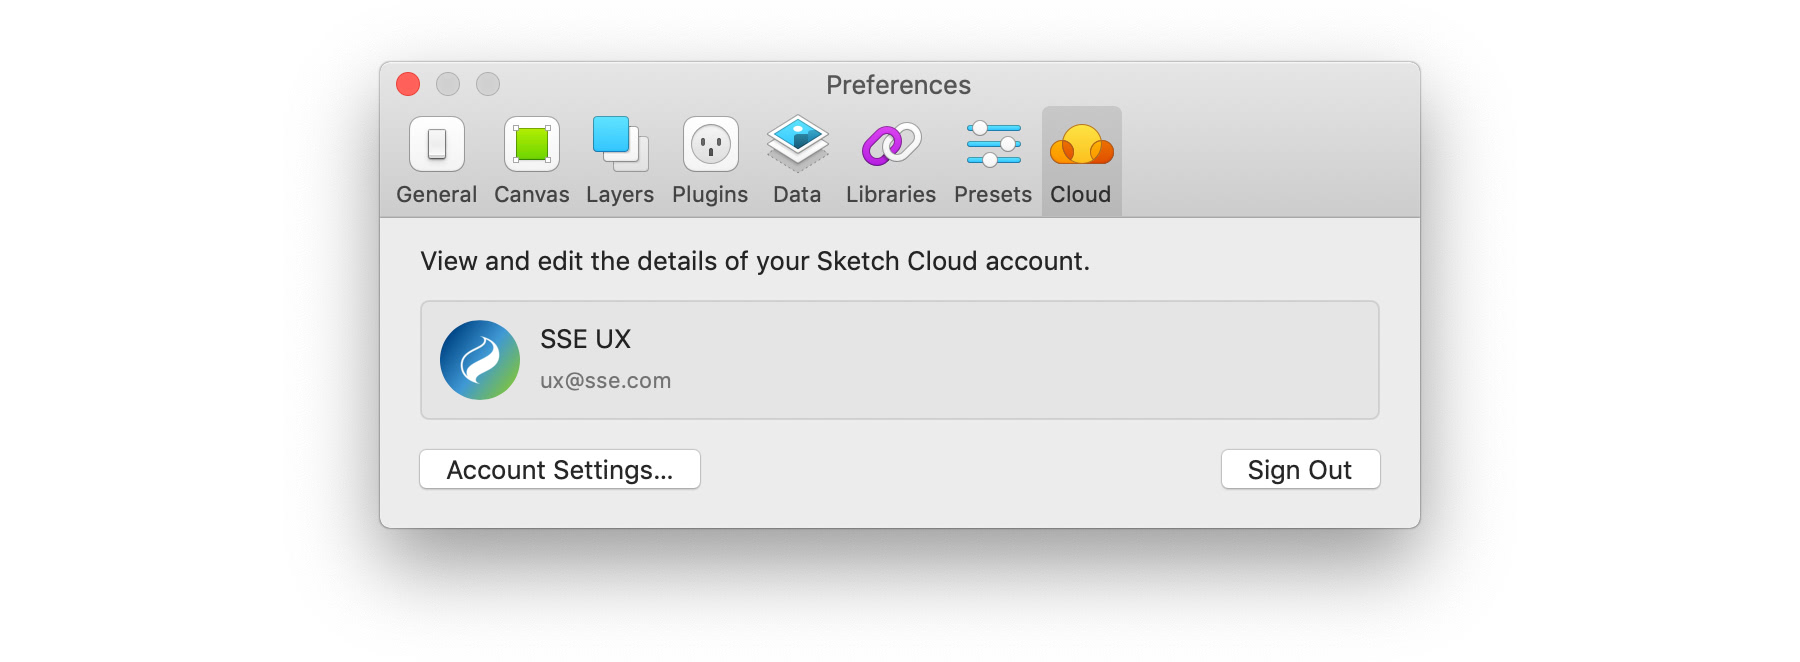 Preferences
General Canvas Layers Plugins Data Libraries Presets Cloud
View and edit the details of your Sketch Cloud account.
SSE UX
ux@sse.com
Account Settings... Sign Out